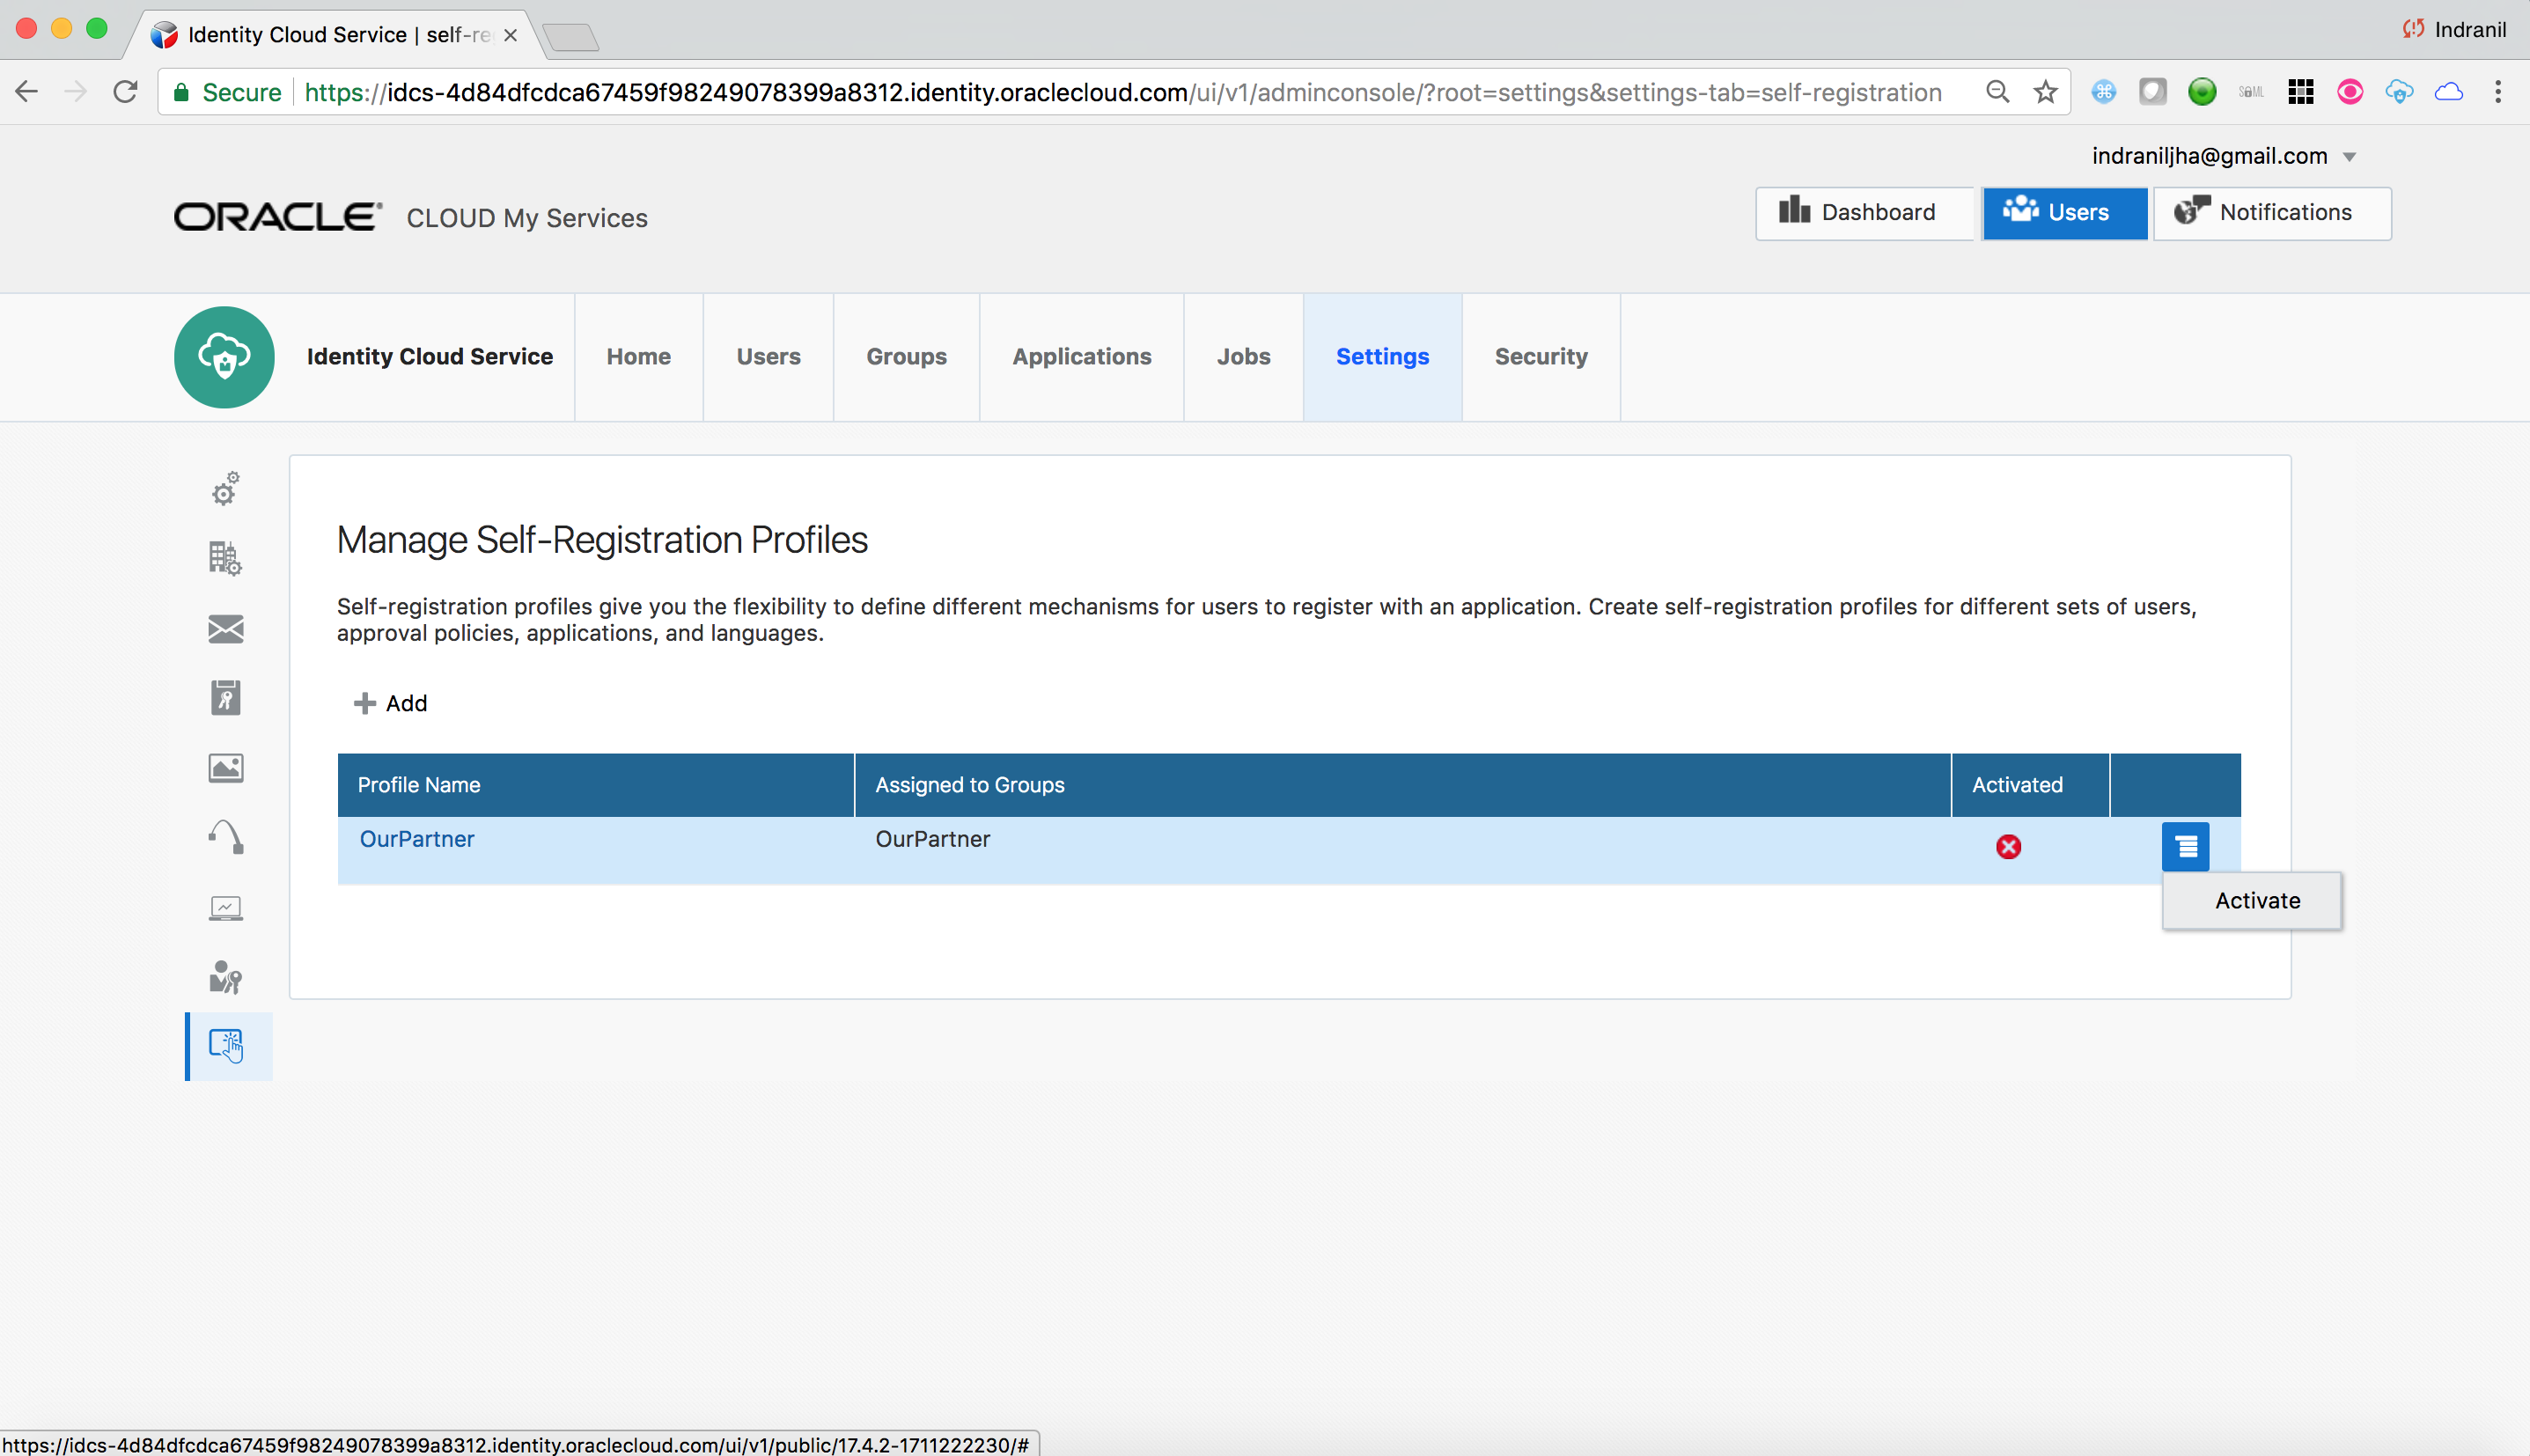 Identity Cloud Service | self-re
Indranil
Secure https://idcs-4d84dfcdca67459f98249078399a8312.identity.oraclecloud.com/ui/v1/adminconsole/?root=settings&settings-tab=self-registration
SAML
indraniljha@gmail.com
ORACLE® CLOUD My Services
Dashboard Users Notifications
Identity Cloud Service Home Users Groups Applications Jobs Settings Security
Manage Self-Registration Profiles
Self-registration profiles give you the flexibility to define different mechanisms for users to register with an application. Create self-registration profiles for different sets of users,
approval policies, applications, and languages.
Add
Profile Name Assigned to Groups Activated
OurPartner OurPartner
Activate
https://idcs-4d84dfcdca67459f98249078399a8312.identity.oraclecloud.com/ui/v1/public/17.4.2-1711222230/#